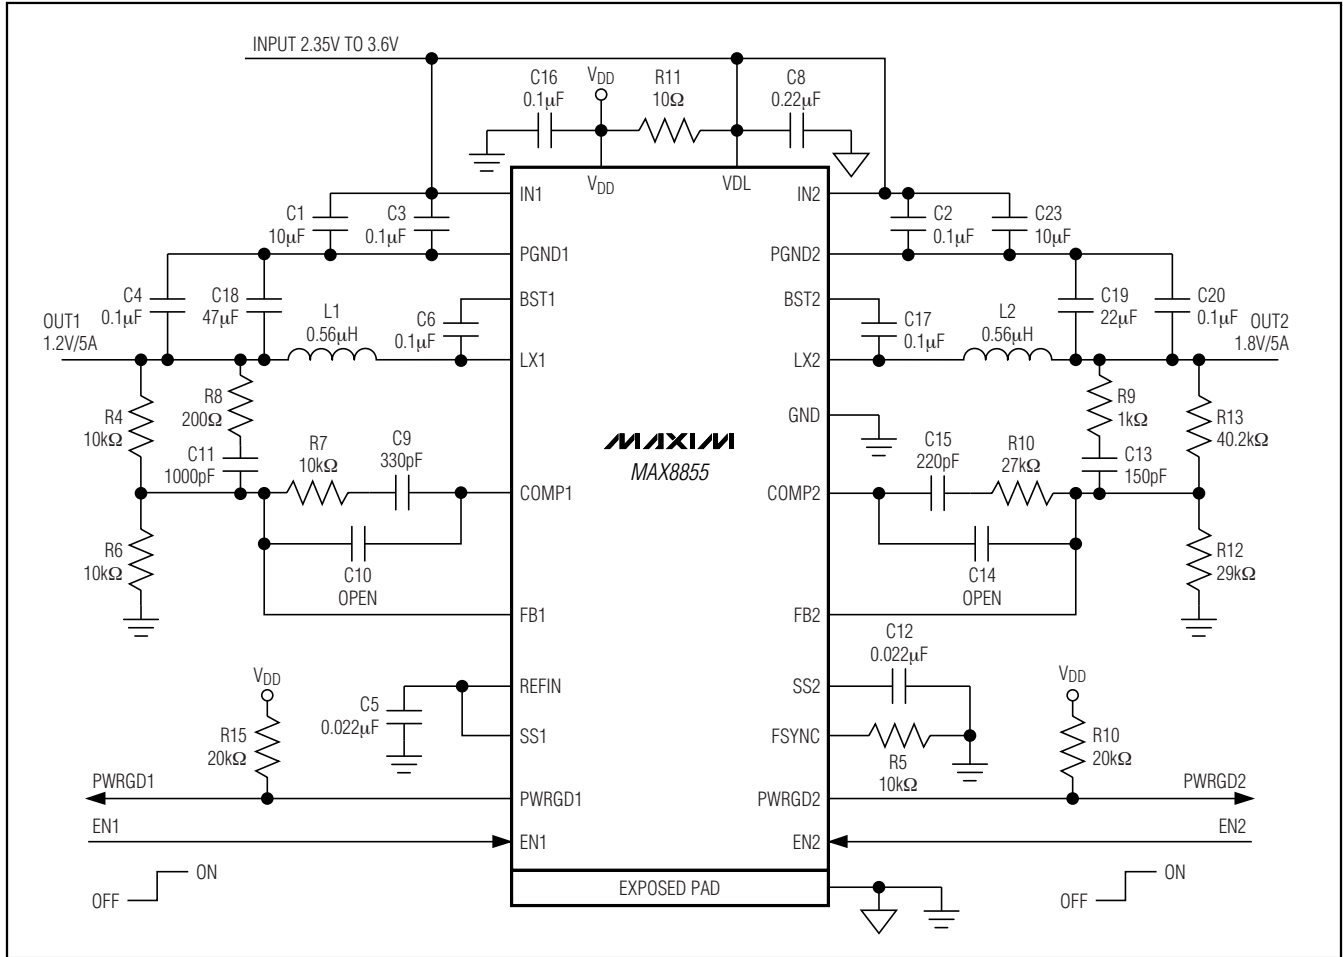 INPUT 2.35V TO 3.6V
C16
0.1µF
VDD
R11
10Ω
C8
0.22µF
VDD
VDL
IN1
IN2
C1
10µF
C3
0.1µF
C2
0.1µF
C23
10µF
PGND1
PGND2
C4
0.1µF
C18
47µF
L1
0.56µH
C6
0.1µF
BST1
BST2
C17
0.1µF
L2
0.56µH
C19
22µF
C20
0.1µF
OUT1
1.2V/5A
OUT2
1.8V/5A
LX1
LX2
R4
10kΩ
R8
200Ω
C11
1000pF
R7
10kΩ
C9
330pF
GND
MAXIM
MAX8855
C15
220pF
R10
27kΩ
R9
1kΩ
C13
150pF
R13
40.2kΩ
COMP1
COMP2
R6
10kΩ
C10
OPEN
C14
OPEN
R12
29kΩ
FB1
FB2
C12
0.022µF
VDD
R15
20kΩ
C5
0.022µF
REFIN
SS1
SS2
FSYNC
R5
10kΩ
VDD
R10
20kΩ
PWRGD1
PWRGD1
PWRGD2
PWRGD2
EN1
EN1
EN2
EN2
OFF
ON
EXPOSED PAD
OFF
ON